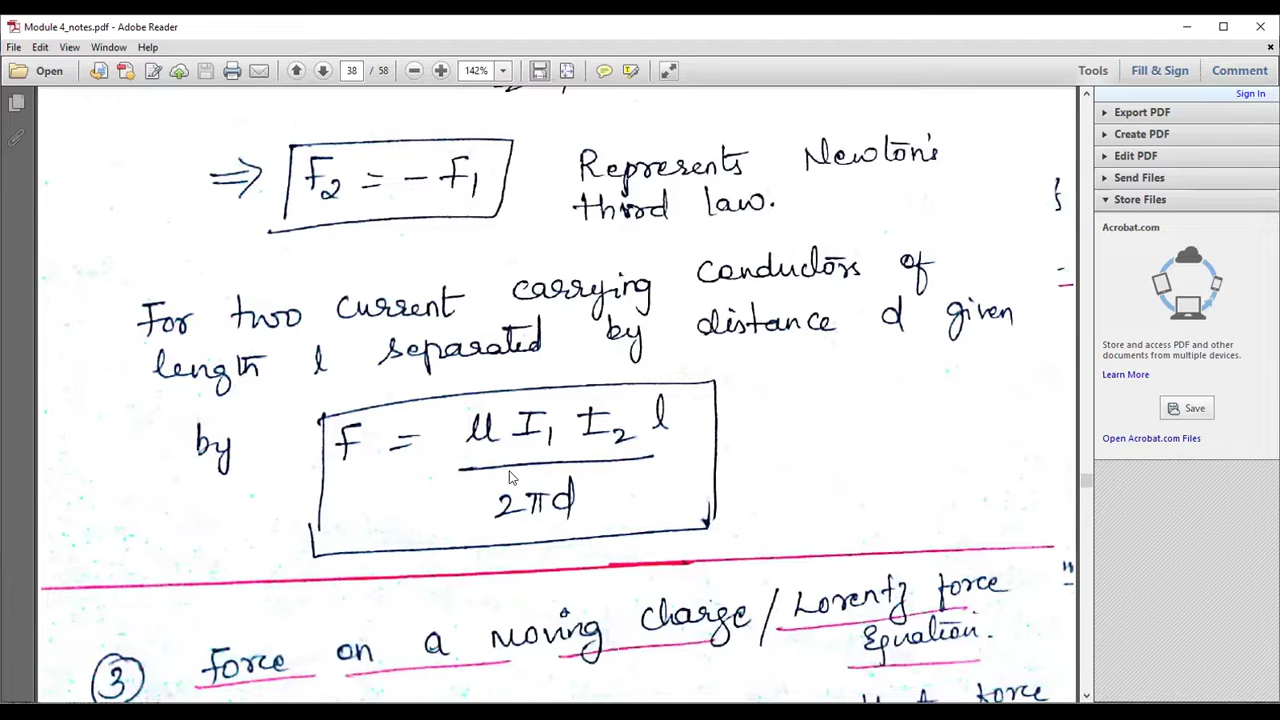 Module 4_notes.pdf - Adobe Reader
File Edit View Window Help
Open 38 / 58 142% Tools Fill & Sign Comment
Sign In
Export PDF
Create PDF
Edit PDF
Send Files
Store Files
Acrobat.com
Store and access PDF and other
documents from multiple devices.
Learn More
Save
Open Acrobat.com Files
⇒ F₂ = - F₁ Represents Newton's
third law.
For two current carrying conductors of
length l separated by distance d given
by F = μ I₁ I₂ l / 2πd
③ Force on a moving charge / Lorentz force
Equation.
force